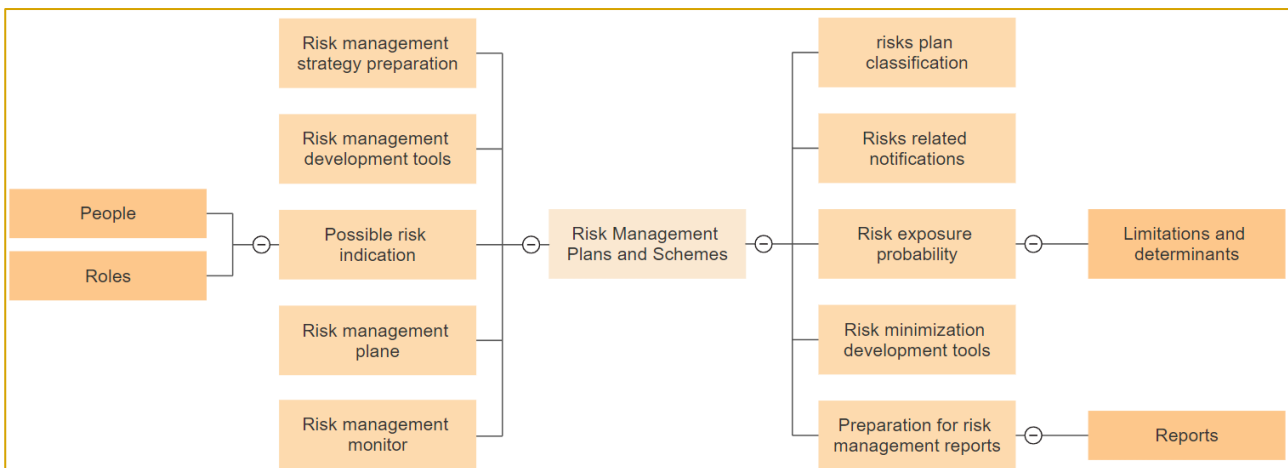 Risk management
strategy preparation
Risk management
development tools
People
Roles
Possible risk
indication
Risk management
plane
Risk management
monitor
Risk Management
Plans and Schemes
risks plan
classification
Risks related
notifications
Risk exposure
probability
Limitations and
determinants
Risk minimization
development tools
Preparation for risk
management reports
Reports